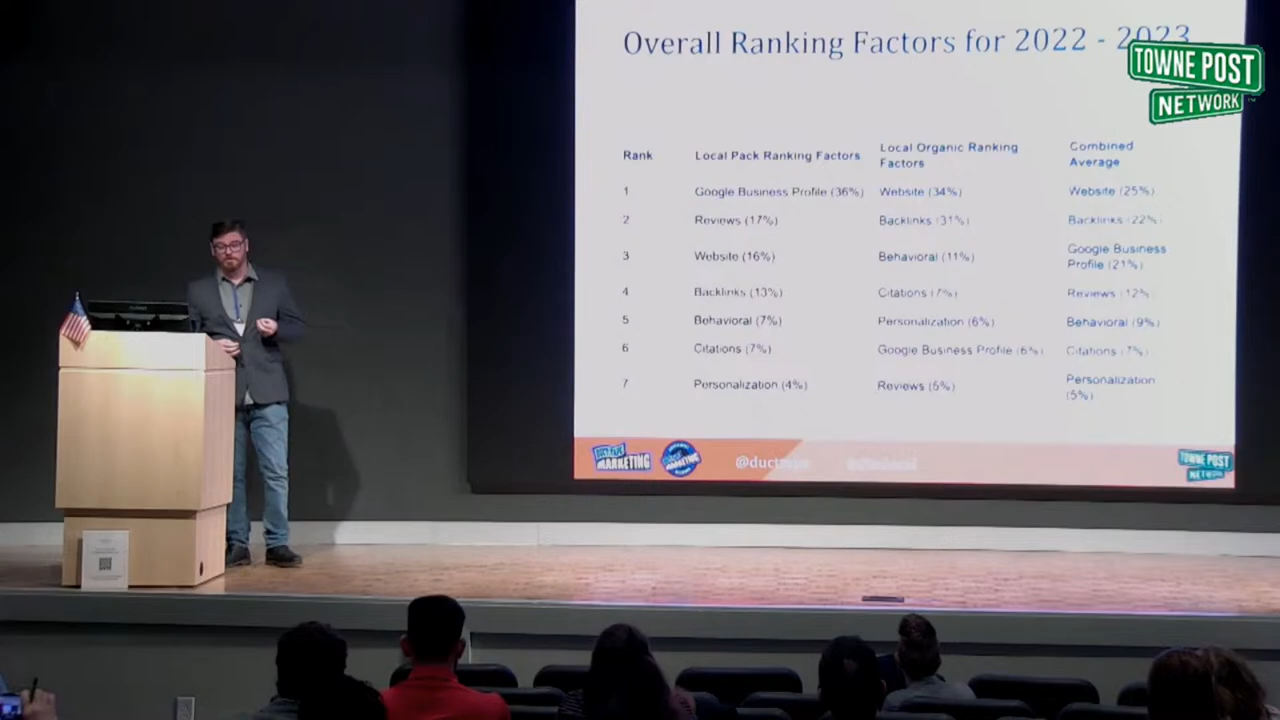 Overall Ranking Factors for 2022 - 2023
TOWNE POST
NETWORK
Rank Local Pack Ranking Factors Local Organic Ranking Factors Combined Average
1 Google Business Profile (36%) Website (34%) Website (25%)
2 Reviews (17%) Backlinks (31%) Backlinks (22%)
3 Website (16%) Behavioral (11%) Google Business Profile (21%)
4 Backlinks (13%) Citations (7%) Reviews (12%)
5 Behavioral (7%) Personalization (6%) Behavioral (9%)
6 Citations (7%) Google Business Profile (6%) Citations (7%)
7 Personalization (4%) Reviews (5%) Personalization (5%)
MARKETING
TOWNE POST
NETWORK